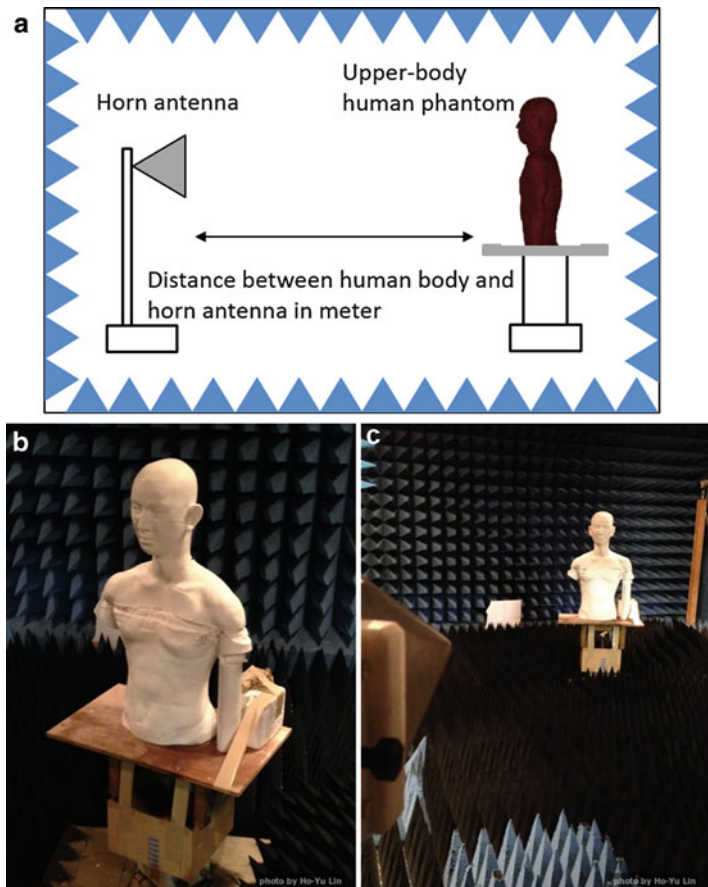 a
Horn antenna
Upper-body
human phantom
Distance between human body and
horn antenna in meter
b
c
photo by Ho-Yu Lin
photo by Ho-Yu Lin